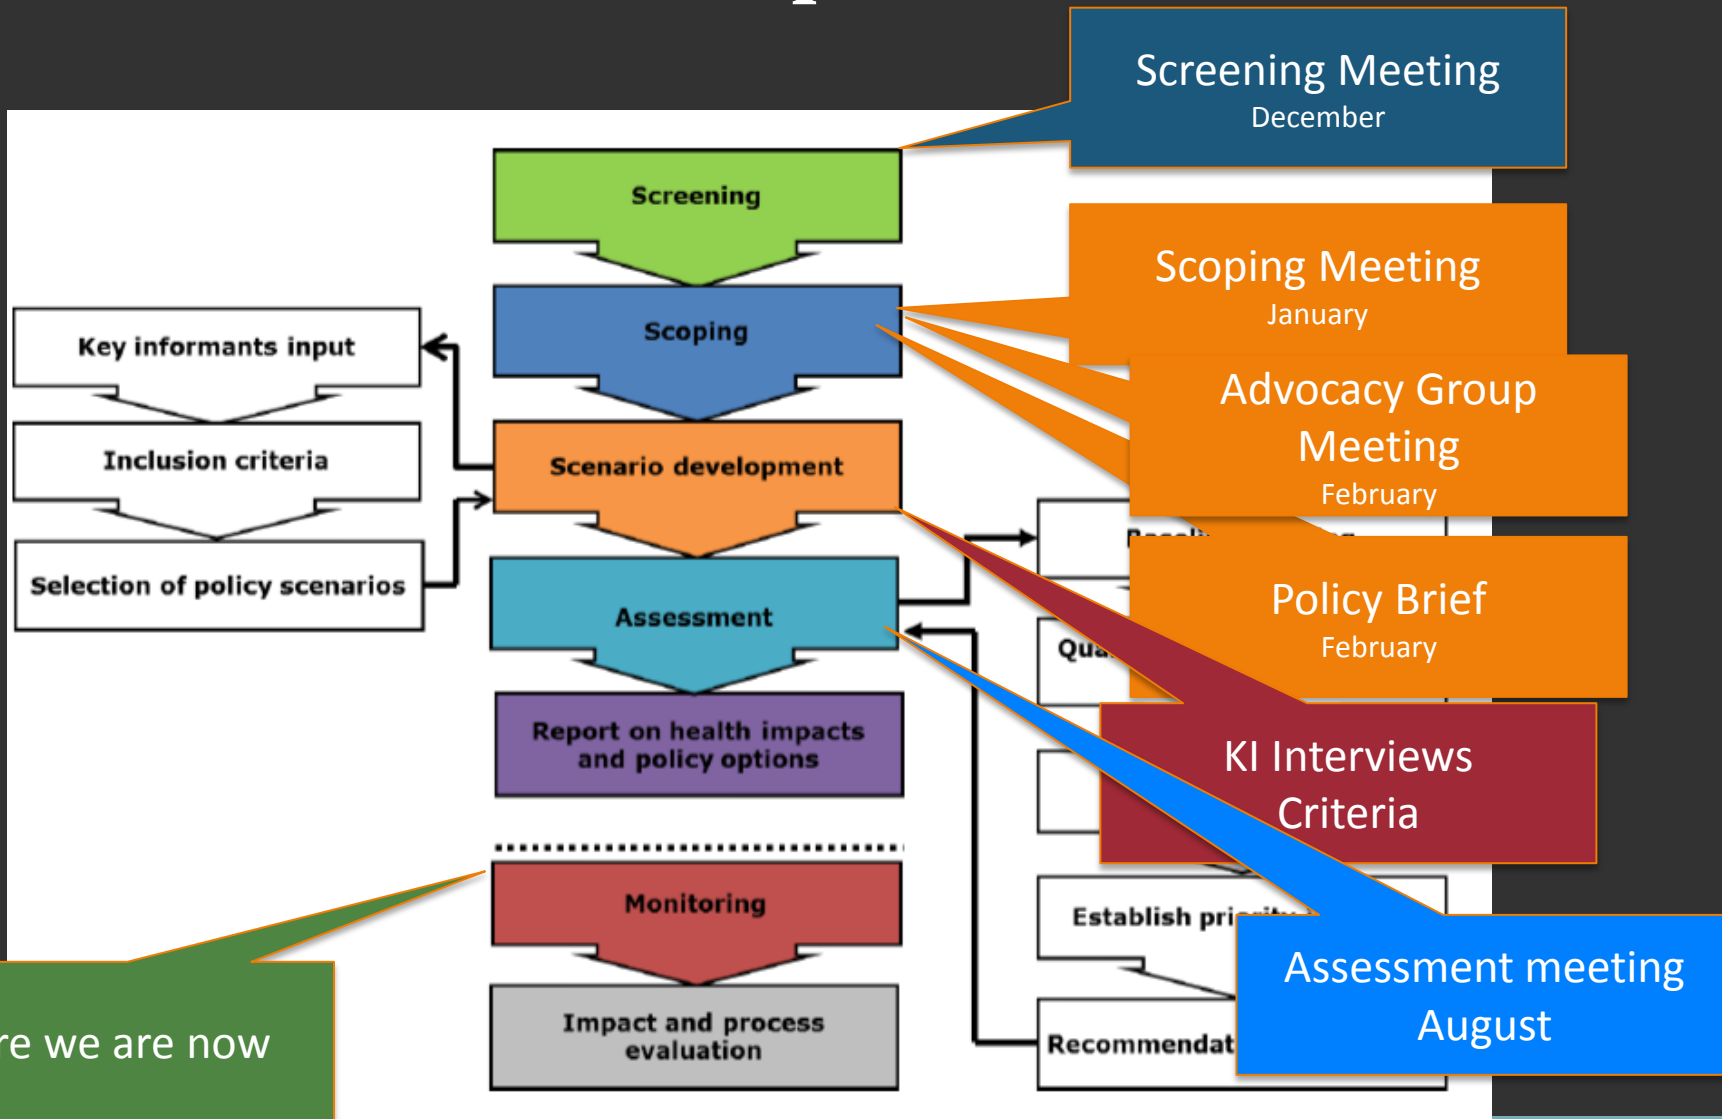 Screening Meeting
December
Screening
Scoping Meeting
January
Scoping
Key informants input
Advocacy Group
Meeting
February
Inclusion criteria
Scenario development
Selection of policy scenarios
Policy Brief
February
Assessment
Report on health impacts
and policy options
KI Interviews
Criteria
Monitoring
Establish
Assessment meeting
August
we are now
Impact and process
evaluation